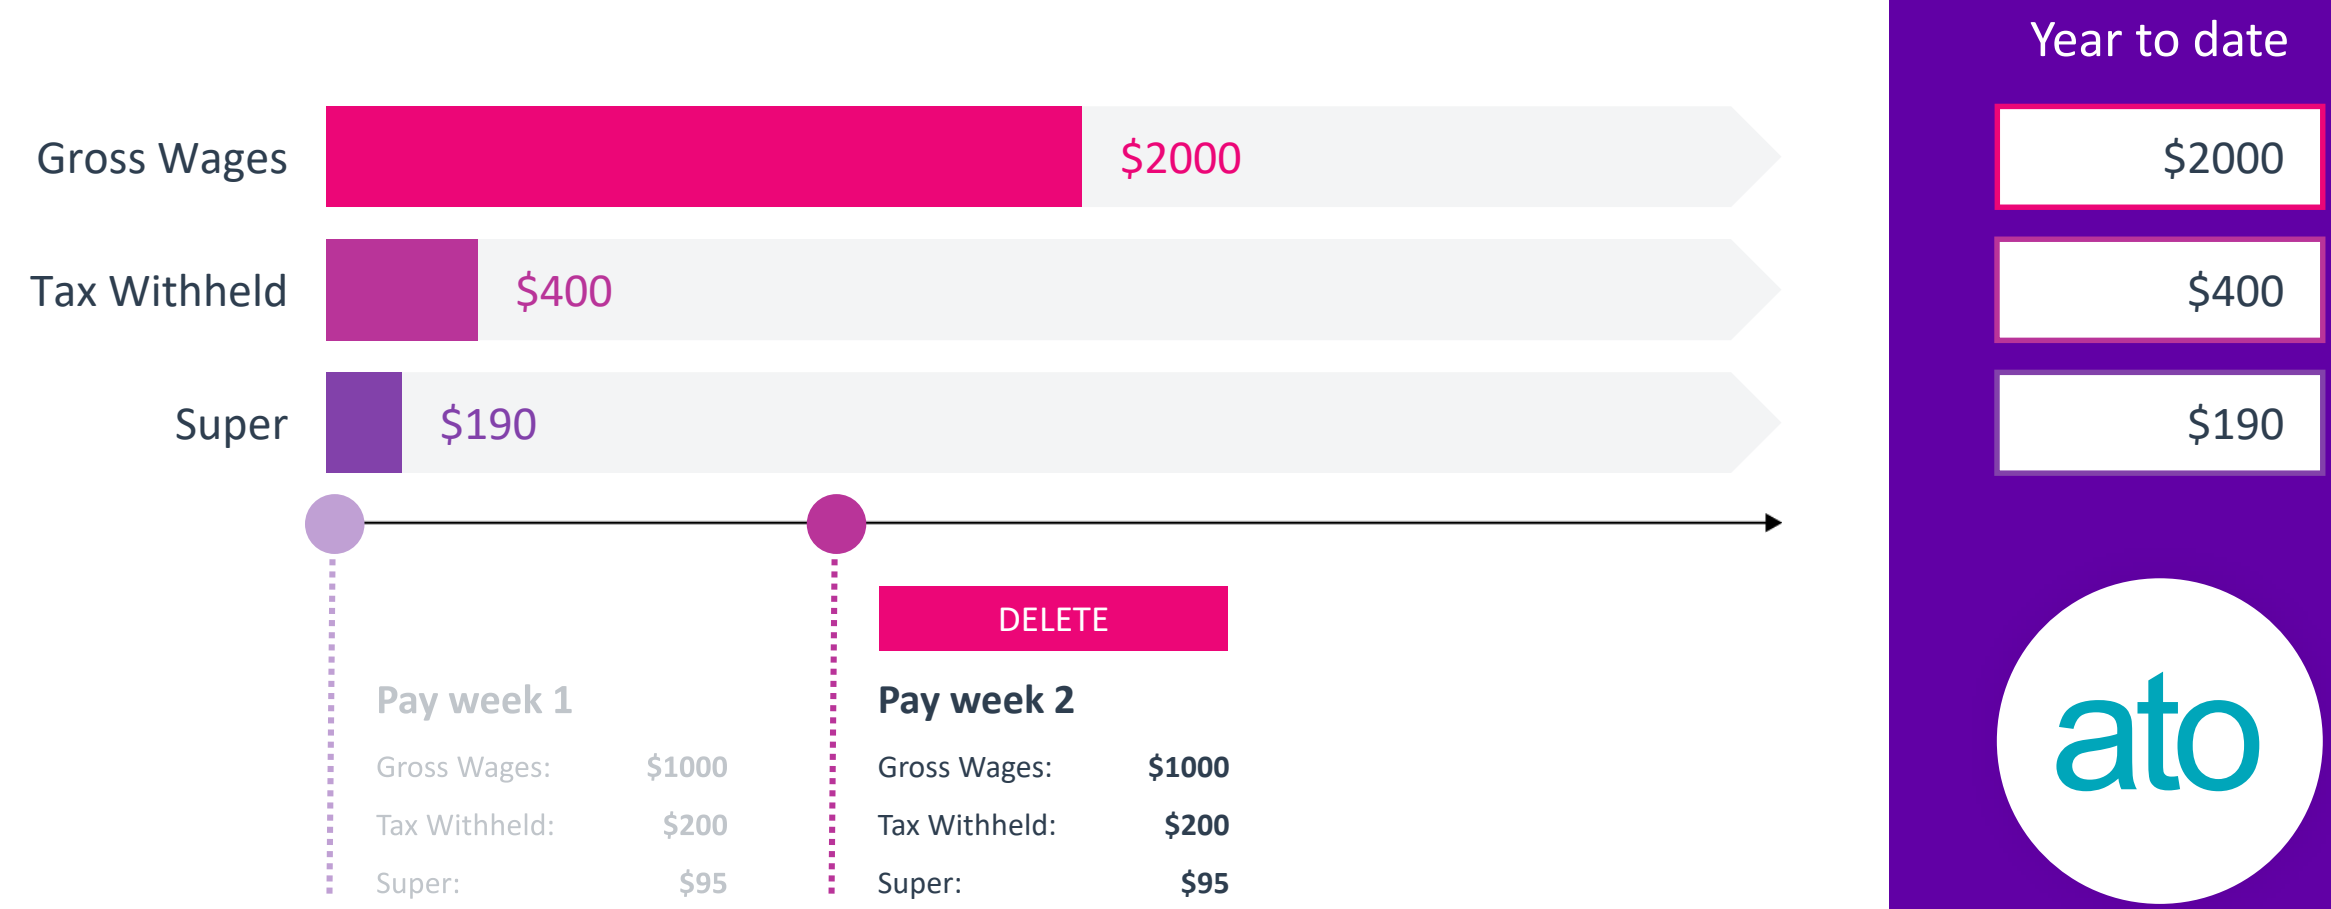 Year to date
Gross Wages $2000 $2000
Tax Withheld $400 $400
Super $190 $190
DELETE
Pay week 1
Gross Wages: $1000
Tax Withheld: $200
Super: $95
Pay week 2
Gross Wages: $1000
Tax Withheld: $200
Super: $95
ato